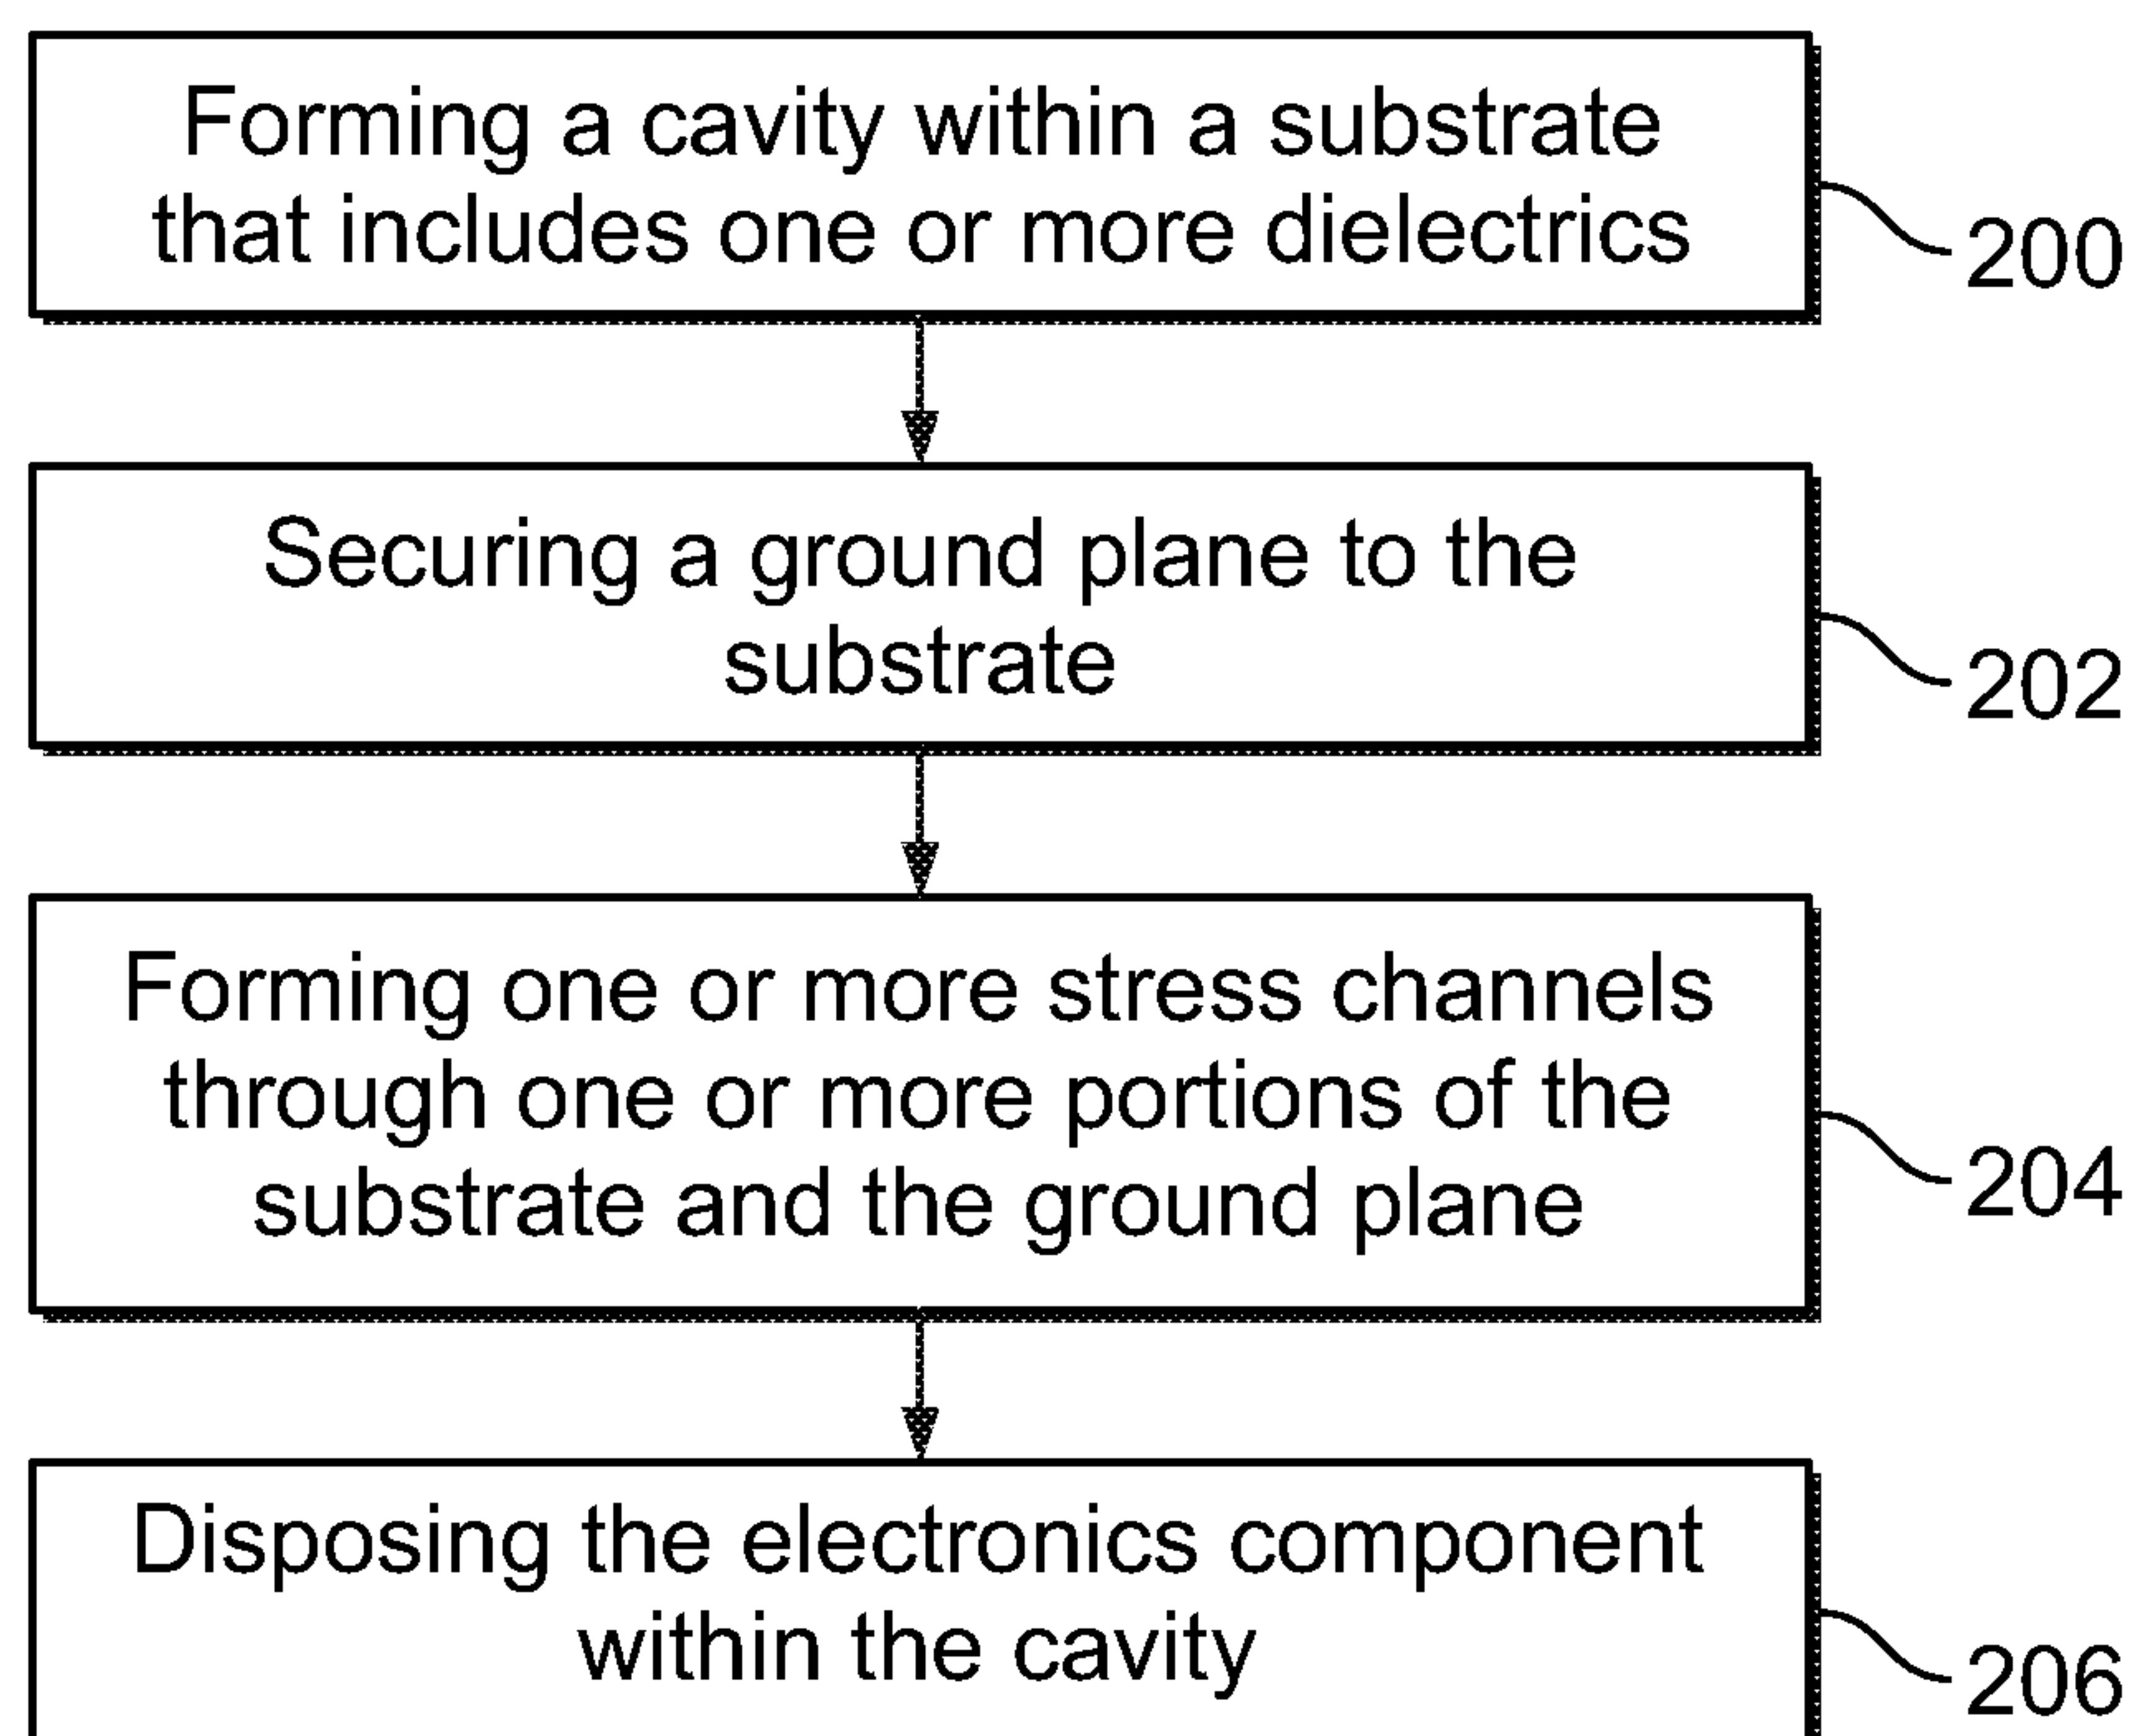 Forming a cavity within a substrate
that includes one or more dielectrics
200
Securing a ground plane to the
substrate
202
Forming one or more stress channels
through one or more portions of the
substrate and the ground plane
204
Disposing the electronics component
within the cavity
206